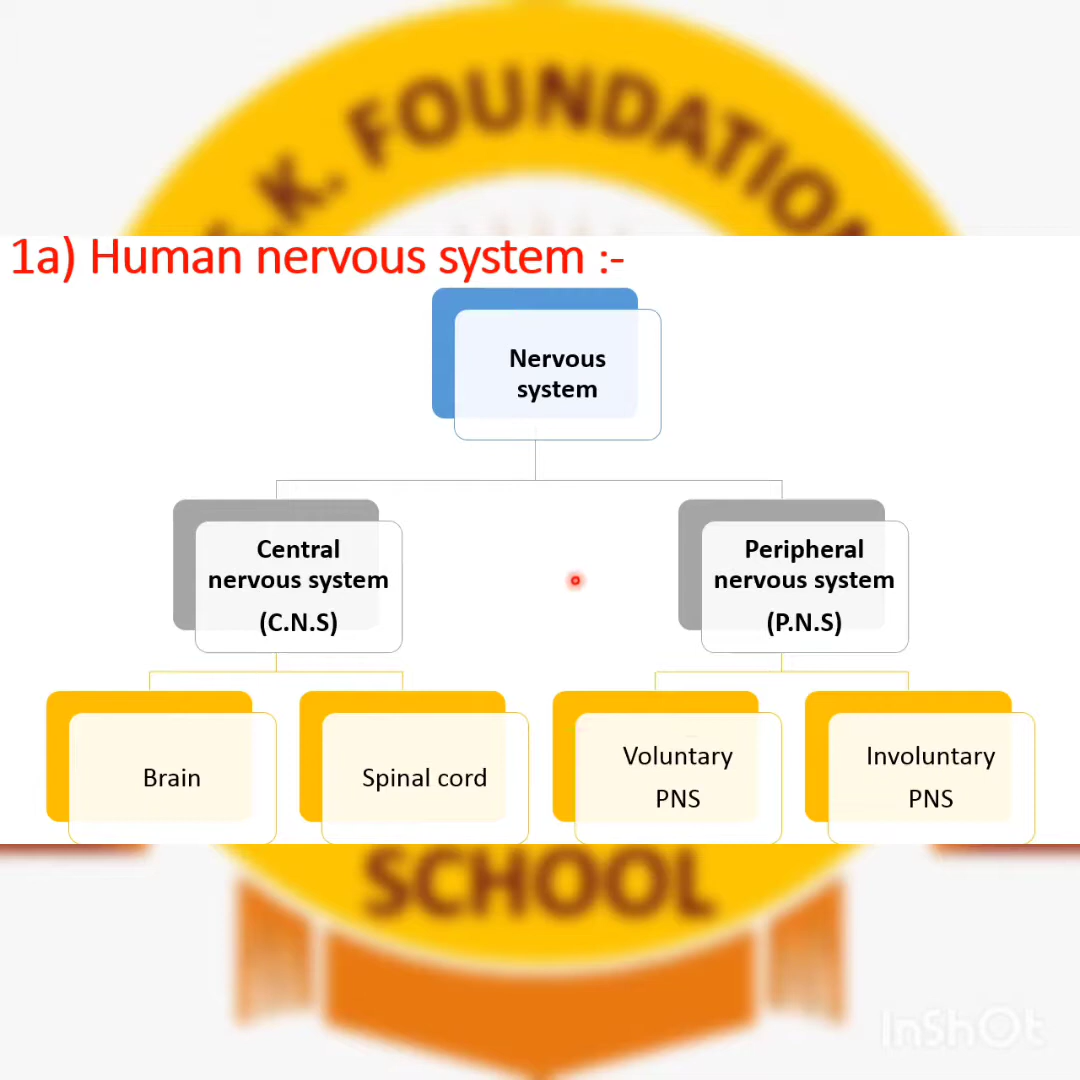 K. FOUNDATION
1a) Human nervous system :-
Nervous
system
Central
nervous system
(C.N.S)
Peripheral
nervous system
(P.N.S)
Brain
Spinal cord
Voluntary
PNS
Involuntary
PNS
SCHOOL
InShOt